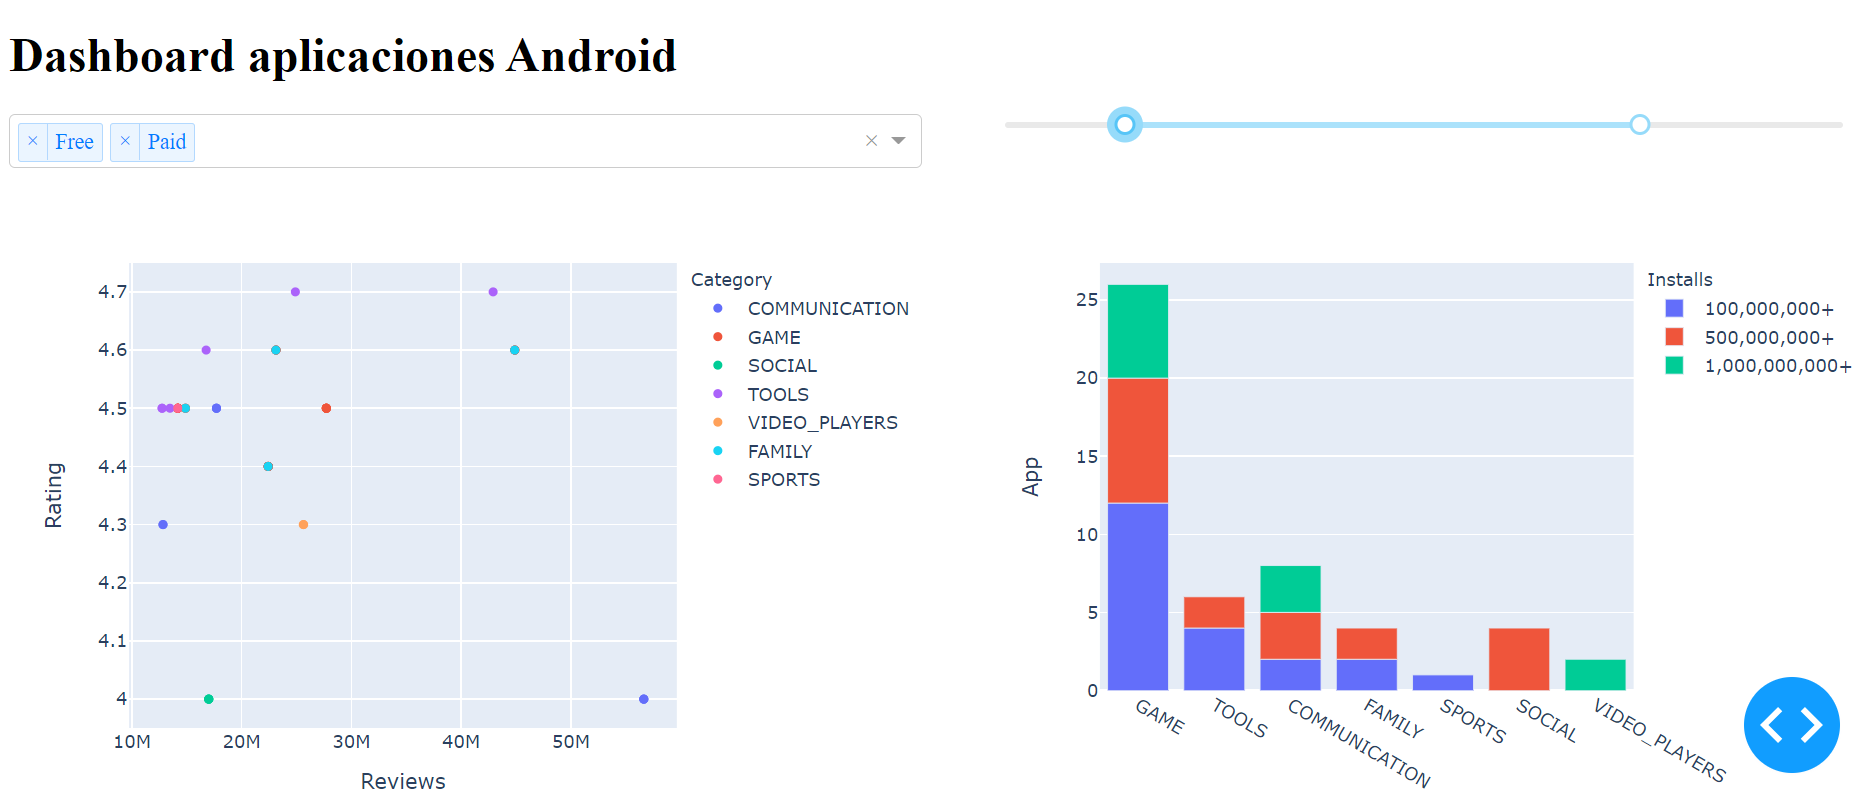 Dashboard aplicaciones Android
× Free × Paid ×
4.7
4.6
4.5
4.4
4.3
4.2
4.1
4
Rating
10M 20M 30M 40M 50M
Reviews
Category
COMMUNICATION
GAME
SOCIAL
TOOLS
VIDEO_PLAYERS
FAMILY
SPORTS
25
20
15
10
5
0
App
GAME TOOLS COMMUNICATION FAMILY SPORTS SOCIAL VIDEO_PLAYERS
Installs
100,000,000+
500,000,000+
1,000,000,000+